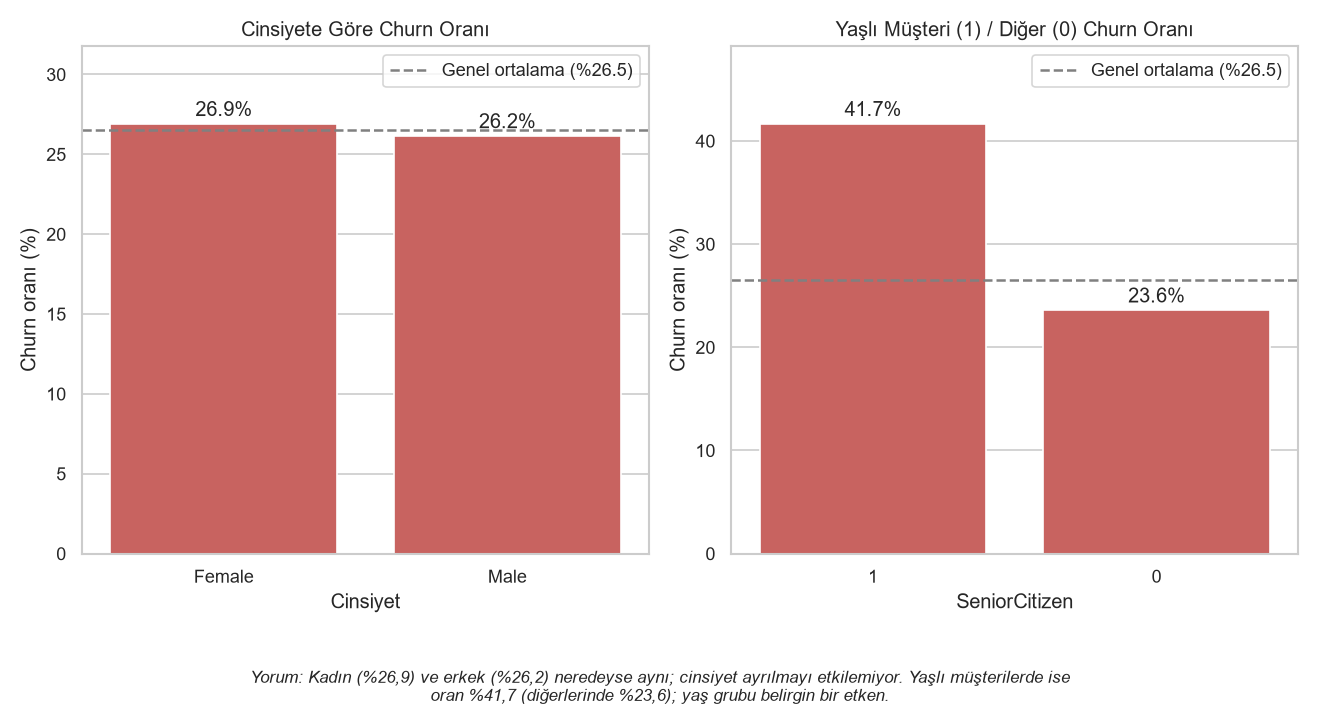 Cinsiyete Göre Churn Oranı
Genel ortalama (%26.5)
26.9%
26.2%
30
25
20
15
10
5
0
Churn oranı (%)
Female
Male
Cinsiyet
Yaşlı Müşteri (1) / Diğer (0) Churn Oranı
Genel ortalama (%26.5)
41.7%
23.6%
40
30
20
10
0
Churn oranı (%)
1
0
SeniorCitizen
Yorum: Kadın (%26,9) ve erkek (%26,2) neredeyse aynı; cinsiyet ayrılmayı etkilemiyor. Yaşlı müşterilerde ise
oran %41,7 (diğerlerinde %23,6); yaş grubu belirgin bir etken.